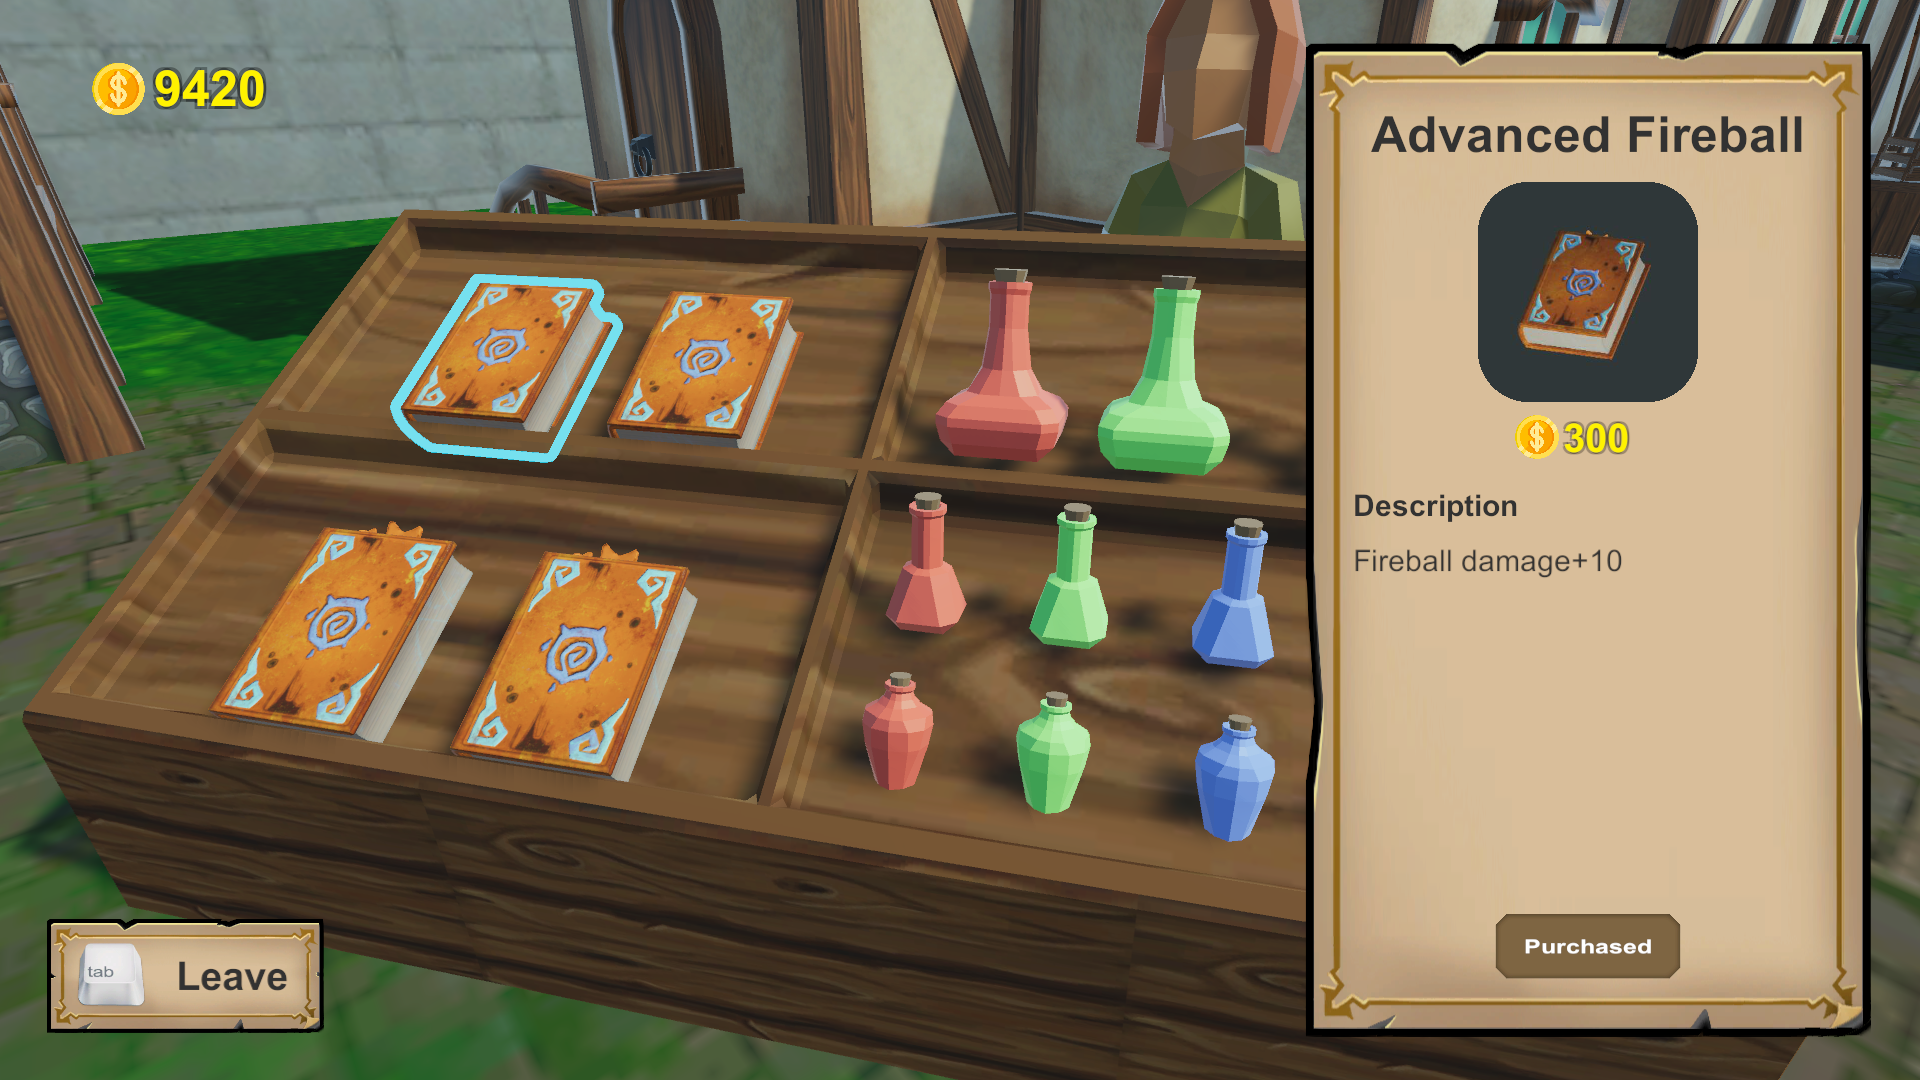 9420
Advanced Fireball
300
Description
Fireball damage+10
Purchased
tab
Leave